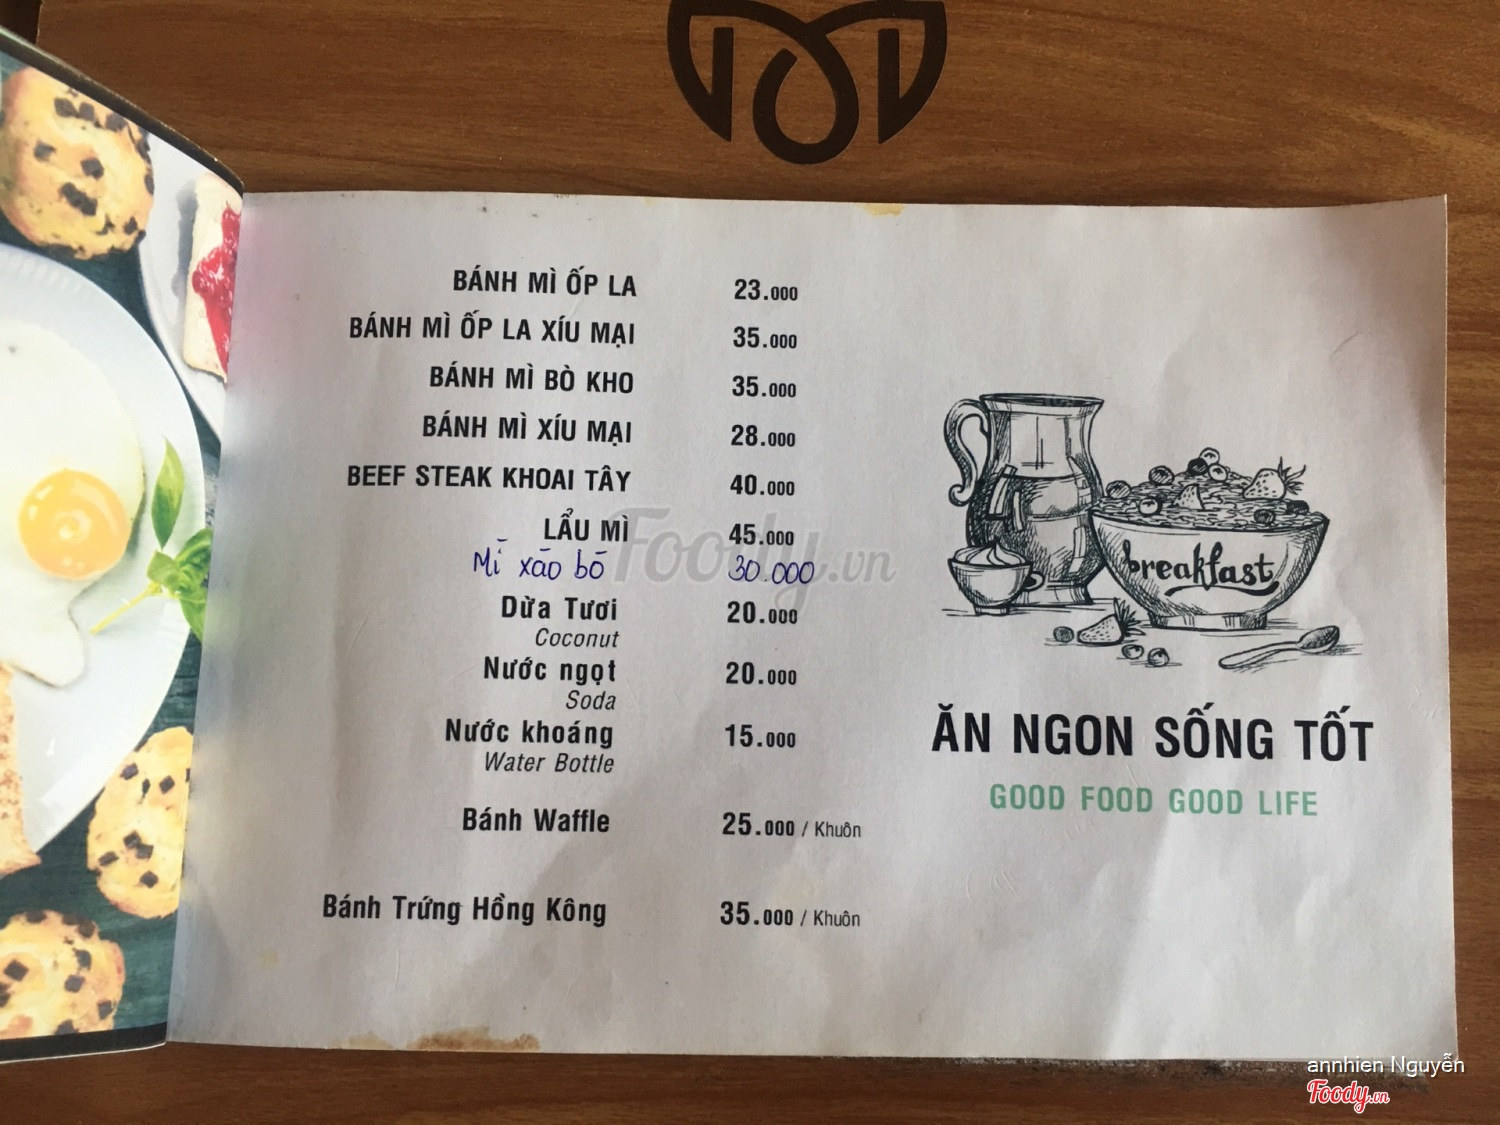 BÁNH MÌ ỐP LA 23.000
BÁNH MÌ ỐP LA XÍU MẠI 35.000
BÁNH MÌ BÒ KHO 35.000
BÁNH MÌ XÍU MẠI 28.000
BEEF STEAK KHOAI TÂY 40.000
LẨU MÌ 45.000
Mì xào bò 30.000
Dừa Tươi 20.000
Coconut
Nước ngọt 20.000
Soda
Nước khoáng 15.000
Water Bottle
Bánh Waffle 25.000 / Khuôn
Bánh Trứng Hồng Kông 35.000 / Khuôn
breakfast
ĂN NGON SỐNG TỐT
GOOD FOOD GOOD LIFE
Foody.vn
annhien Nguyễn
Foody.vn